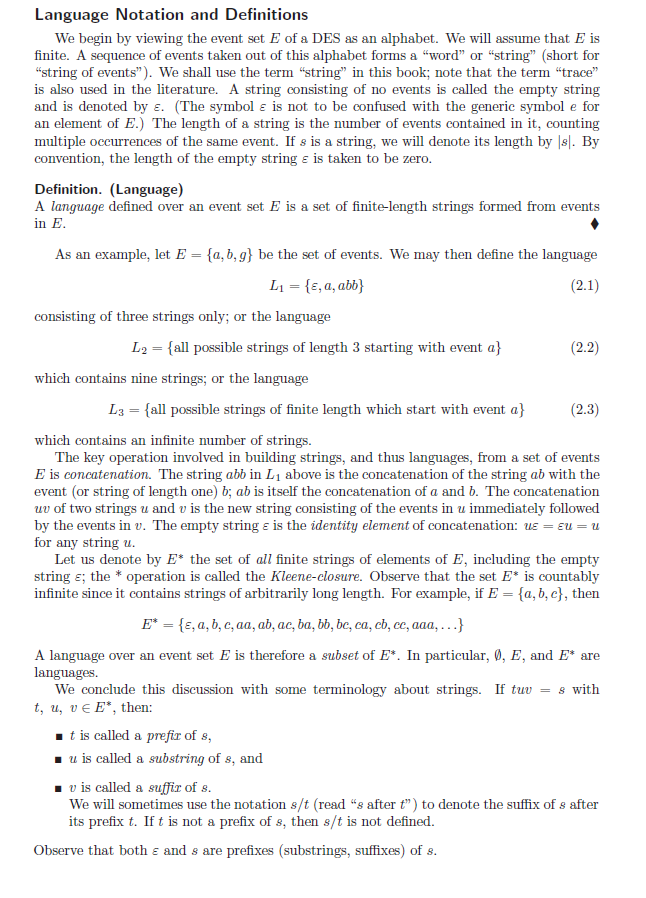 Language Notation and Definitions
We begin by viewing the event set E of a DES as an alphabet. We will assume that E is
finite. A sequence of events taken out of this alphabet forms a “word” or “string” (short for
“string of events”). We shall use the term “string” in this book; note that the term “trace”
is also used in the literature. A string consisting of no events is called the empty string
and is denoted by ε. (The symbol ε is not to be confused with the generic symbol e for
an element of E.) The length of a string is the number of events contained in it, counting
multiple occurrences of the same event. If s is a string, we will denote its length by |s|. By
convention, the length of the empty string ε is taken to be zero.
Definition. (Language)
A language defined over an event set E is a set of finite-length strings formed from events
in E. ♦
As an example, let E = {a, b, g} be the set of events. We may then define the language
L₁ = {ε, a, abb} (2.1)
consisting of three strings only; or the language
L₂ = {all possible strings of length 3 starting with event a} (2.2)
which contains nine strings; or the language
L₃ = {all possible strings of finite length which start with event a} (2.3)
which contains an infinite number of strings.
The key operation involved in building strings, and thus languages, from a set of events
E is concatenation. The string abb in L₁ above is the concatenation of the string ab with the
event (or string of length one) b; ab is itself the concatenation of a and b. The concatenation
uv of two strings u and v is the new string consisting of the events in u immediately followed
by the events in v. The empty string ε is the identity element of concatenation: uε = εu = u
for any string u.
Let us denote by E* the set of all finite strings of elements of E, including the empty
string ε; the * operation is called the Kleene-closure. Observe that the set E* is countably
infinite since it contains strings of arbitrarily long length. For example, if E = {a, b, c}, then
E* = {ε, a, b, c, aa, ab, ac, ba, bb, bc, ca, cb, cc, aaa, . . .}
A language over an event set E is therefore a subset of E*. In particular, ∅, E, and E* are
languages.
We conclude this discussion with some terminology about strings. If tuv = s with
t, u, v ∈ E*, then:
■ t is called a prefix of s,
■ u is called a substring of s, and
■ v is called a suffix of s.
We will sometimes use the notation s/t (read “s after t”) to denote the suffix of s after
its prefix t. If t is not a prefix of s, then s/t is not defined.
Observe that both ε and s are prefixes (substrings, suffixes) of s.